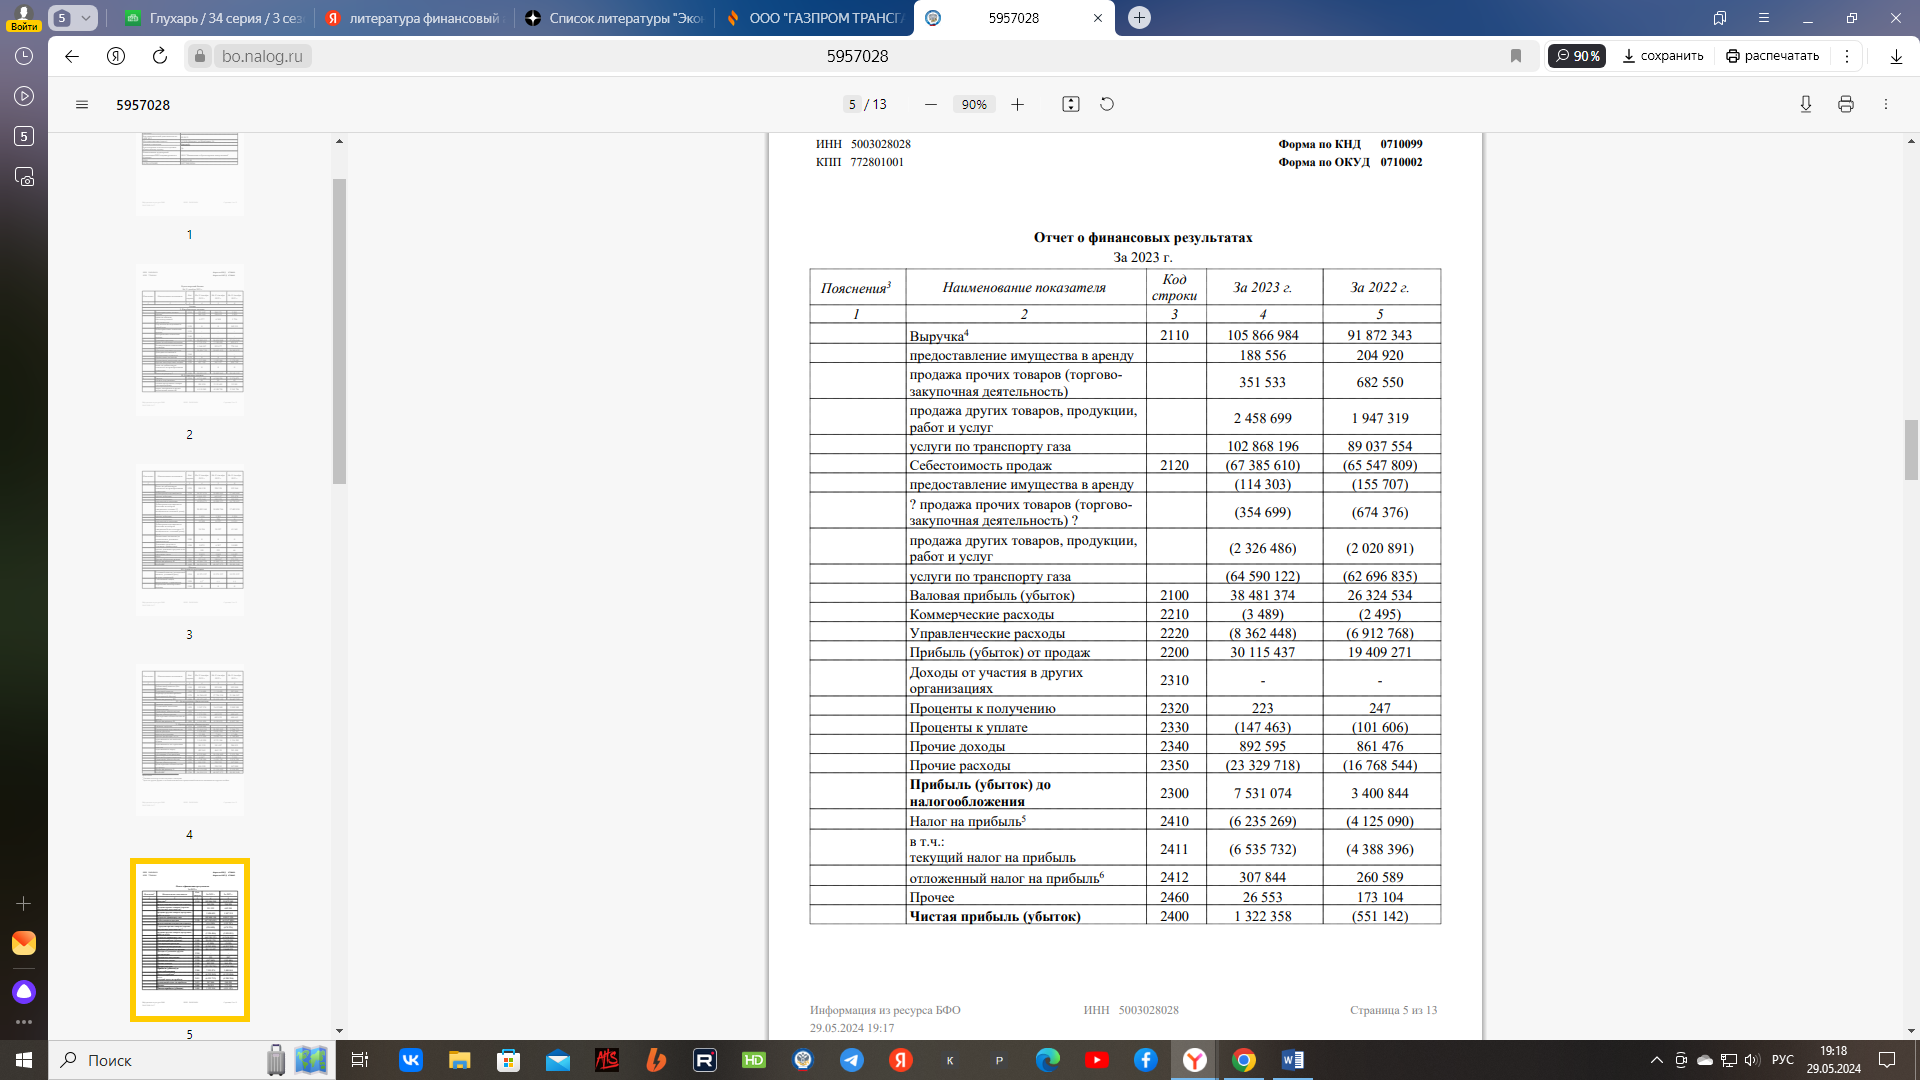 Войти
5
Глухарь / 34 серия / 3 сез
литература финансовый
Список литературы "Экон
ООО "ГАЗПРОМ ТРАНСГА
5957028
bo.nalog.ru
5957028
90%
сохранить
распечатать
5957028
5 / 13
90%
5
1
2
3
4
5
ИНН 5003028028
КПП 772801001
Форма по КНД 0710099
Форма по ОКУД 0710002
Отчет о финансовых результатах
За 2023 г.
Пояснения3 Наименование показателя Код строки За 2023 г. За 2022 г.
1 2 3 4 5
Выручка4 2110 105 866 984 91 872 343
предоставление имущества в аренду 188 556 204 920
продажа прочих товаров (торгово-
закупочная деятельность) 351 533 682 550
продажа других товаров, продукции,
работ и услуг 2 458 699 1 947 319
услуги по транспорту газа 102 868 196 89 037 554
Себестоимость продаж 2120 (67 385 610) (65 547 809)
предоставление имущества в аренду (114 303) (155 707)
? продажа прочих товаров (торгово-
закупочная деятельность) ? (354 699) (674 376)
продажа других товаров, продукции,
работ и услуг (2 326 486) (2 020 891)
услуги по транспорту газа (64 590 122) (62 696 835)
Валовая прибыль (убыток) 2100 38 481 374 26 324 534
Коммерческие расходы 2210 (3 489) (2 495)
Управленческие расходы 2220 (8 362 448) (6 912 768)
Прибыль (убыток) от продаж 2200 30 115 437 19 409 271
Доходы от участия в других
организациях 2310 - -
Проценты к получению 2320 223 247
Проценты к уплате 2330 (147 463) (101 606)
Прочие доходы 2340 892 595 861 476
Прочие расходы 2350 (23 329 718) (16 768 544)
Прибыль (убыток) до
налогообложения 2300 7 531 074 3 400 844
Налог на прибыль5 2410 (6 235 269) (4 125 090)
в т.ч.:
текущий налог на прибыль 2411 (6 535 732) (4 388 396)
отложенный налог на прибыль6 2412 307 844 260 589
Прочее 2460 26 553 173 104
Чистая прибыль (убыток) 2400 1 322 358 (551 142)
Информация из ресурса БФО ИНН 5003028028 Страница 5 из 13
29.05.2024 19:17
Поиск
HD
К
Р
РУС
19:18
29.05.2024